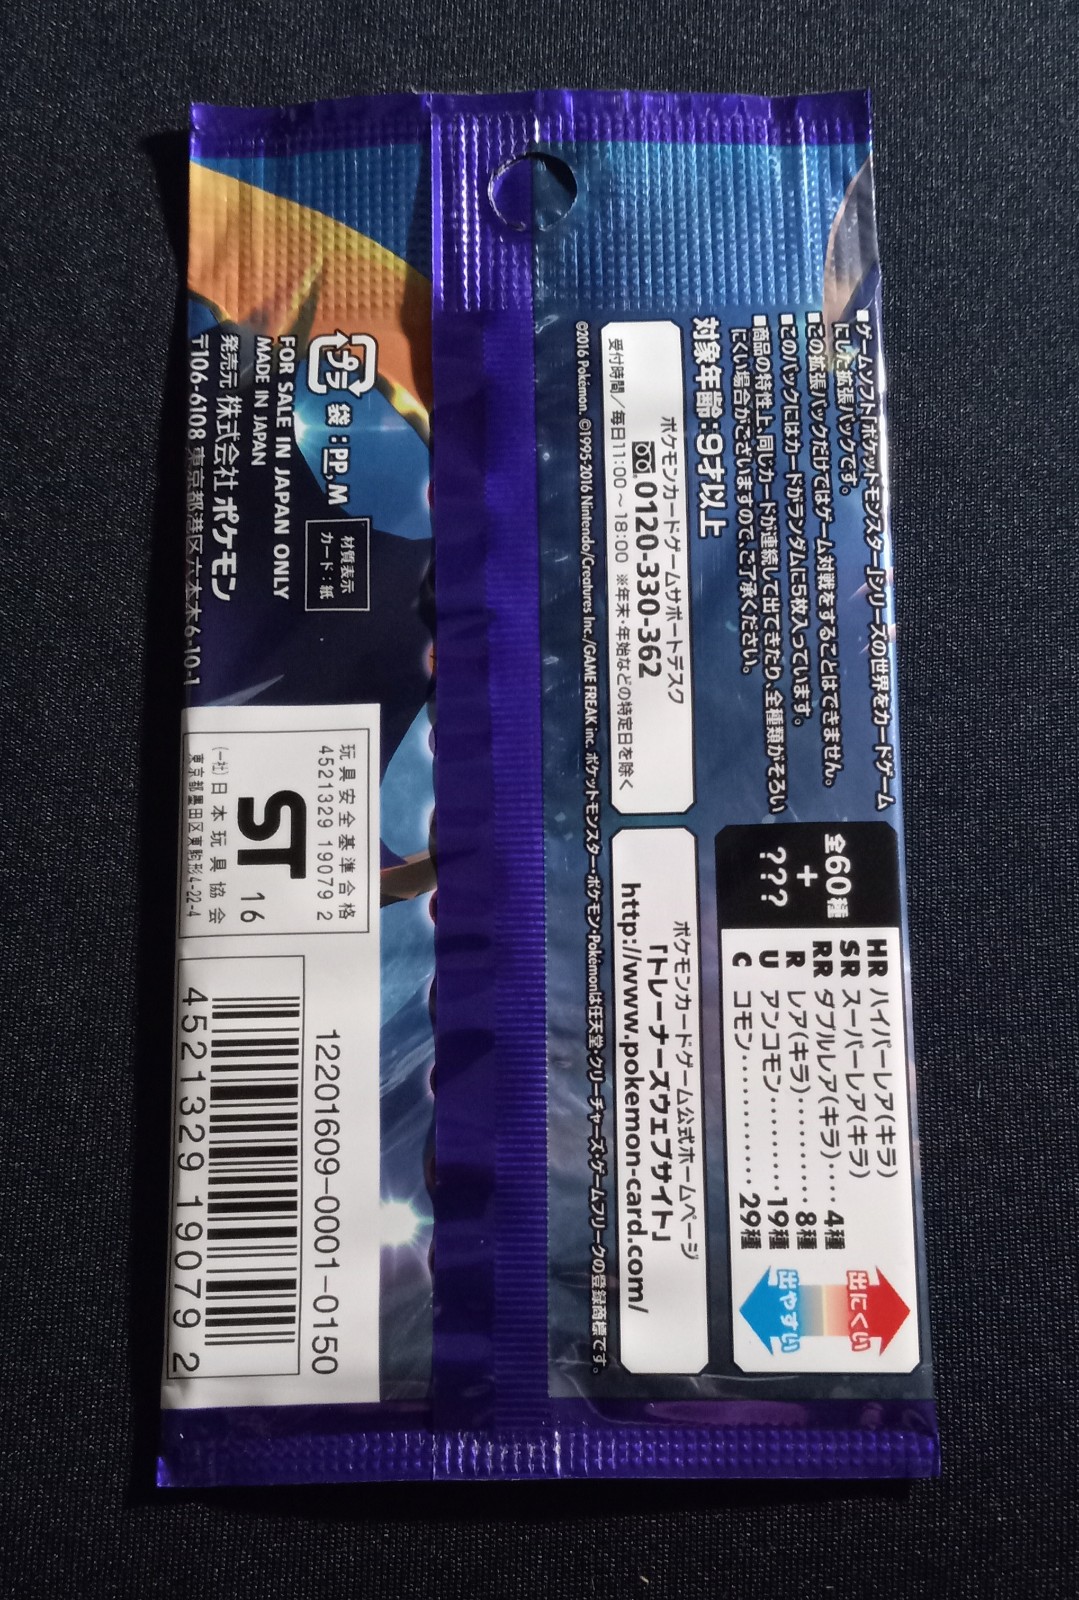 ■ゲームソフト『ポケットモンスター』シリーズの世界をカードゲーム
にした拡張パックです。
■この拡張パックだけではゲーム対戦をすることはできません。
■このパックにはカードがランダムに5枚入っています。
■商品の特性上、同じカードが連続して出てきたり、全種類がそろい
にくい場合がございますので、ご了承ください。
対象年齢:9才以上
ポケモンカードゲームサポートデスク
0120-330-362
受付時間/毎日11:00～18:00 ※年末・年始などの特定日を除く
©2016 Pokémon. ©1995-2016 Nintendo/Creatures Inc./GAME FREAK inc. ポケットモンスター・ポケモン・Pokémonは任天堂・クリーチャーズ・ゲームフリークの登録商標です。
全60種
+
???
HR ハイパーレア(キラ)
SR スーパーレア(キラ)
RR ダブルレア(キラ)‥‥4種
R レア(キラ)‥‥‥‥‥8種
U アンコモン‥‥‥‥‥19種
C コモン‥‥‥‥‥‥‥29種
出にくい
出やすい
ポケモンカードゲーム公式ホームページ
「トレーナーズウェブサイト」
http://www.pokemon-card.com/
プラ
袋:PP,M
材質表示
カード:紙
FOR SALE IN JAPAN ONLY
MADE IN JAPAN
発売元 株式会社 ポケモン
〒106-6108 東京都港区六本木6-10-1
玩具安全基準合格
4521329 19079 2
ST 16
(一社)日本玩具協会
東京都墨田区東駒形4-22-4
12201609-0001-0150
4521329 19079 2